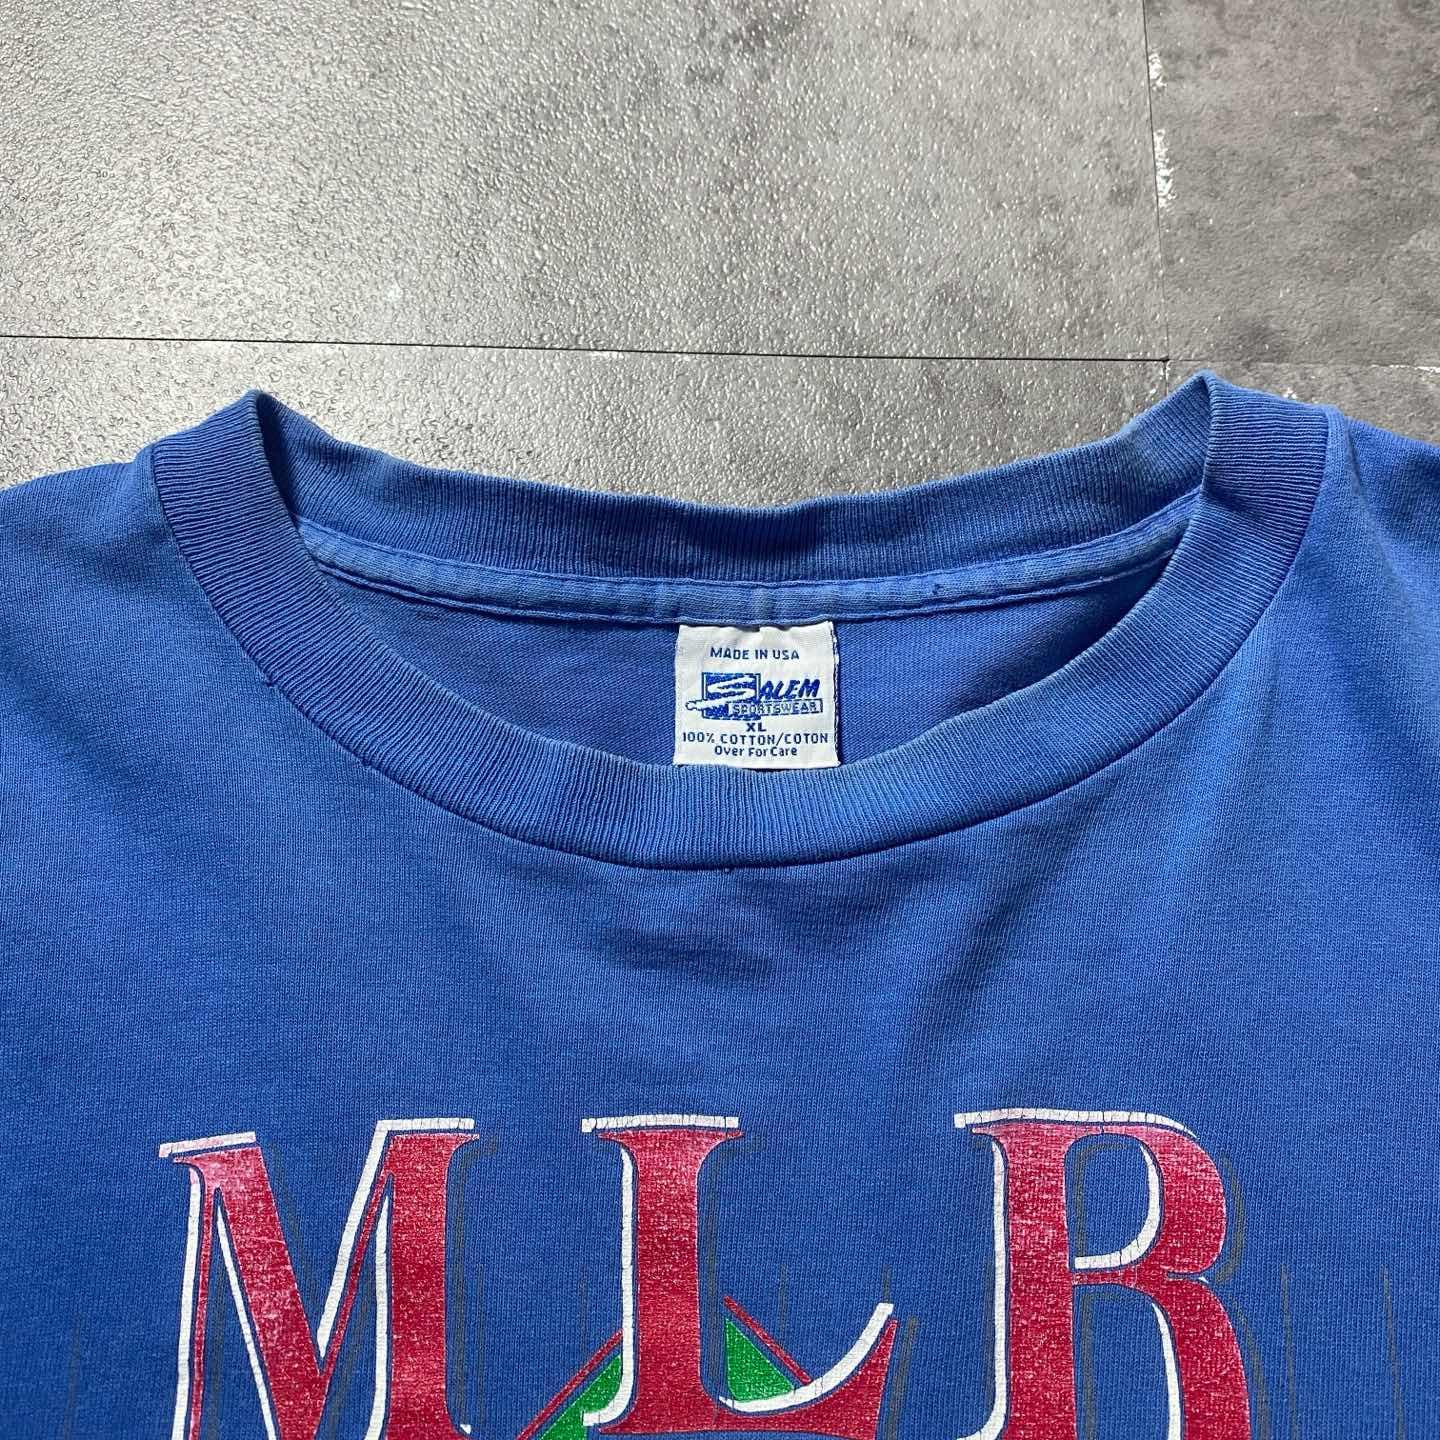 MADE IN USA
SALEM
SPORTSWEAR
XL
100% COTTON/COTON
Over For Care
MLB